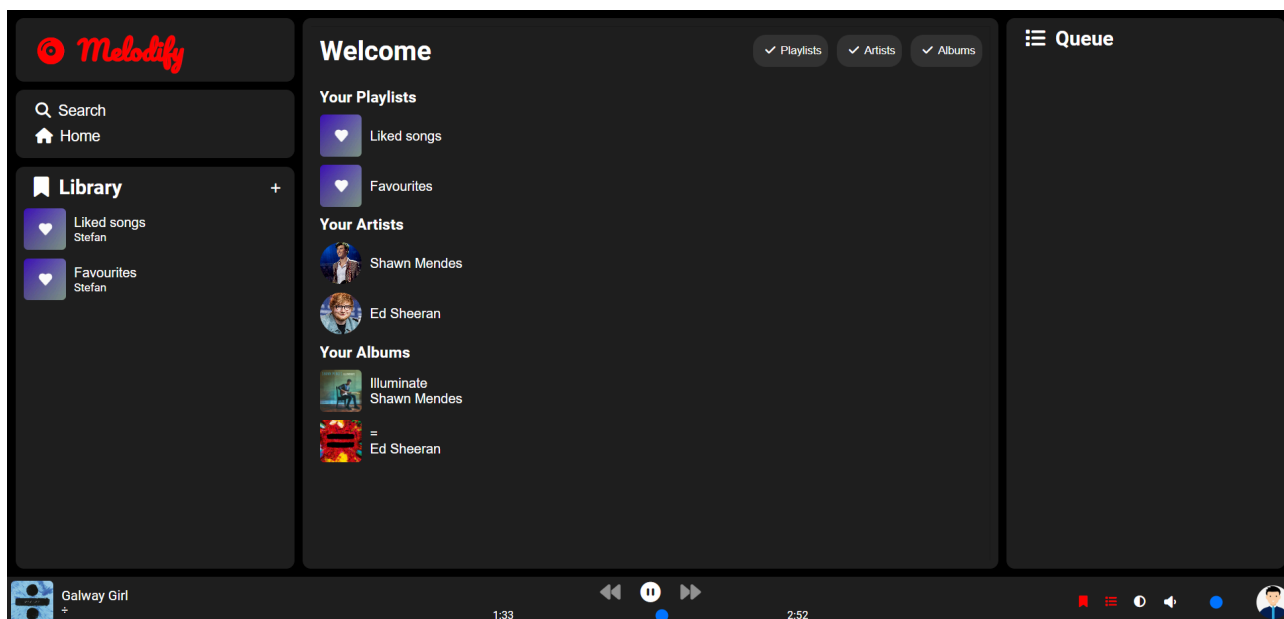 Melodify
Search
Home
Library +
Liked songs
Stefan
Favourites
Stefan
Welcome
Playlists
Artists
Albums
Your Playlists
Liked songs
Favourites
Your Artists
Shawn Mendes
Ed Sheeran
Your Albums
Illuminate
Shawn Mendes
=
Ed Sheeran
Queue
Galway Girl
÷
1:33
2:52